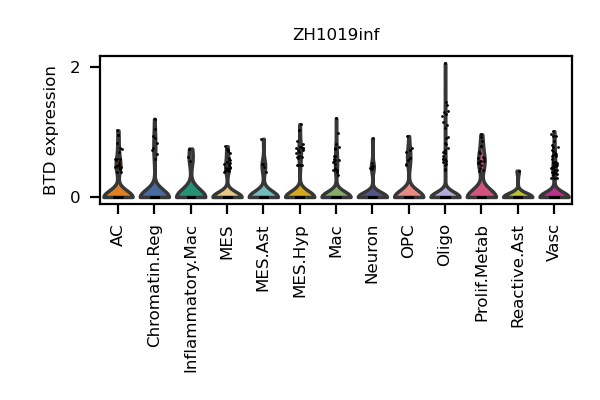 ZH1019inf
BTD expression
2
0
AC
Chromatin.Reg
Inflammatory.Mac
MES
MES.Ast
MES.Hyp
Mac
Neuron
OPC
Oligo
Prolif.Metab
Reactive.Ast
Vasc